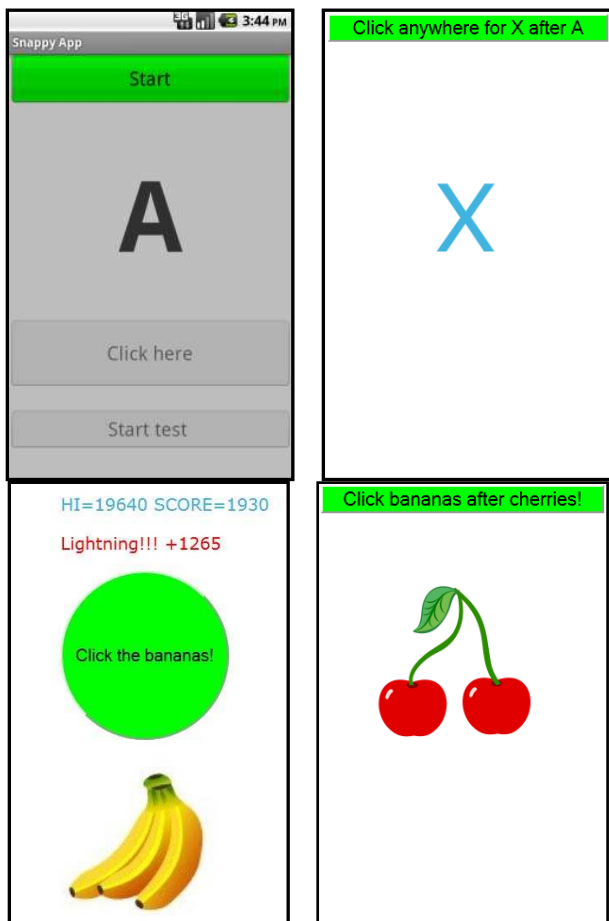 3:44 PM
Snappy App
Start
A
Click here
Start test
Click anywhere for X after A
X
HI=19640 SCORE=1930
Lightning!!! +1265
Click the bananas!
Click bananas after cherries!